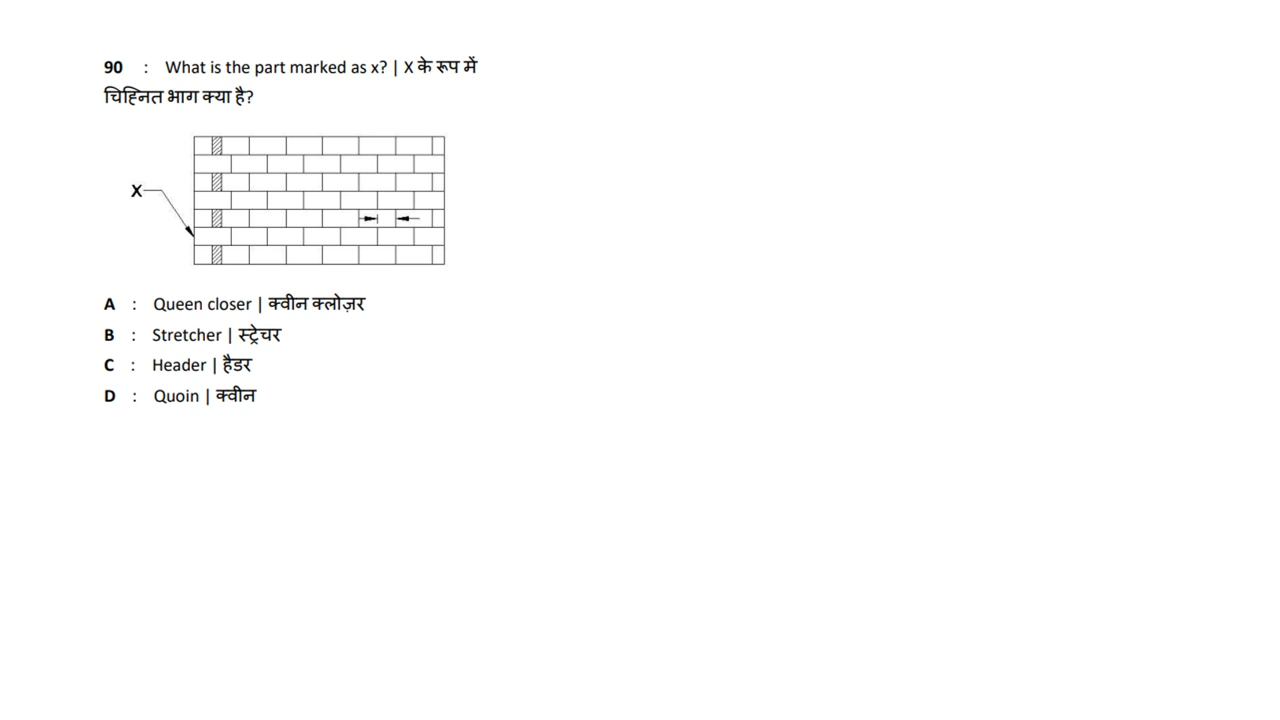 90 : What is the part marked as x? | X के रूप में
चिह्नित भाग क्या है?
X
A : Queen closer | क्वीन क्लोज़र
B : Stretcher | स्ट्रेचर
C : Header | हैडर
D : Quoin | क्वीन